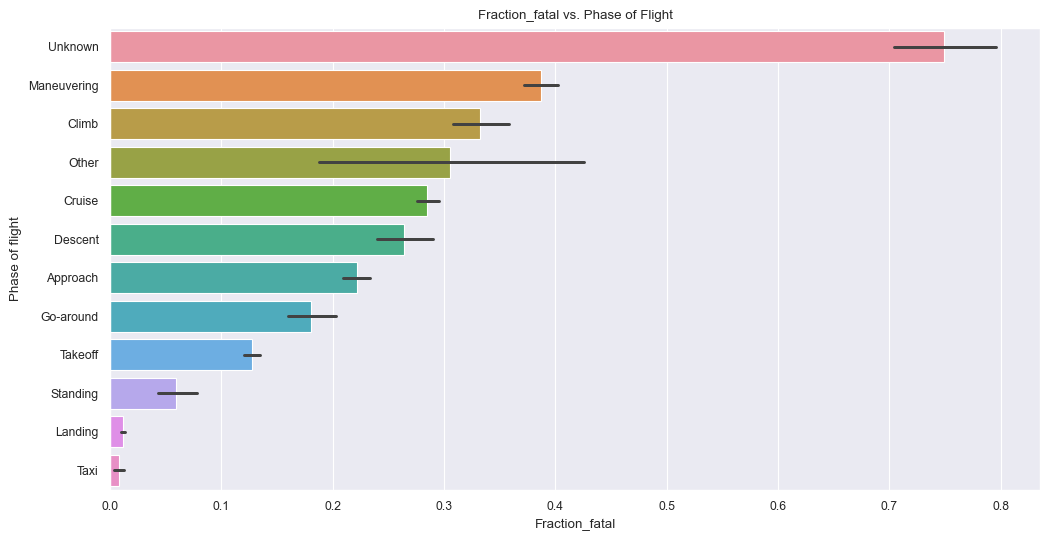 Fraction_fatal vs. Phase of Flight
Phase of flight
Unknown
Maneuvering
Climb
Other
Cruise
Descent
Approach
Go-around
Takeoff
Standing
Landing
Taxi
0.0 0.1 0.2 0.3 0.4 0.5 0.6 0.7 0.8
Fraction_fatal